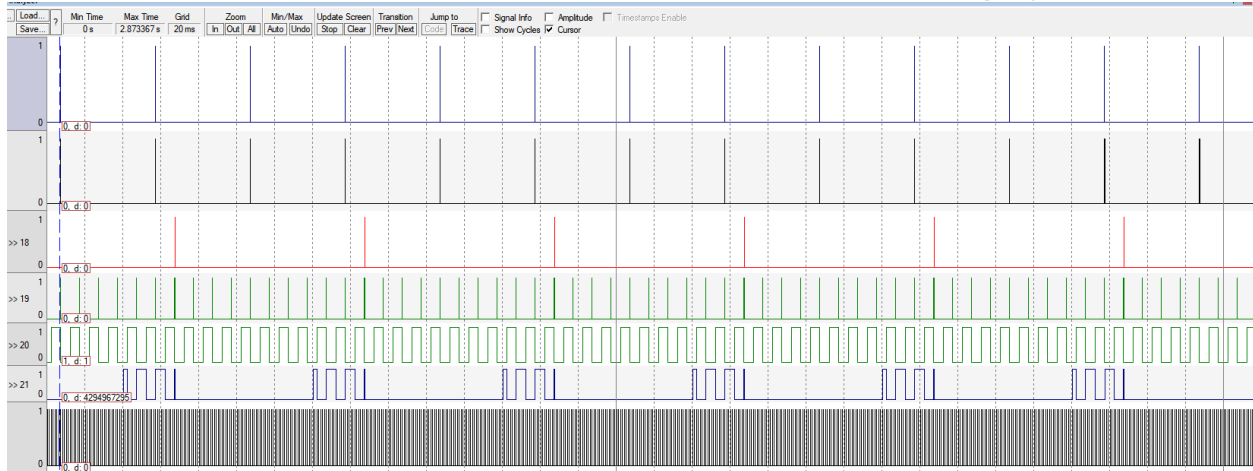 Load... ? Min Time Max Time Grid Zoom Min/Max Update Screen Transition Jump to Signal Info Amplitude Timestamps Enable
Save... 0 s 2.873367 s 20 ms In Out All Auto Undo Stop Clear Prev Next Code Trace Show Cycles Cursor
1
0
0, d: 0
1
0
0, d: 0
1
>> 18
0
0, d: 0
1
>> 19
0
0, d: 0
1
>> 20
0
1, d: 1
1
>> 21
0
0, d: 4294967295
1
0
0, d: 0